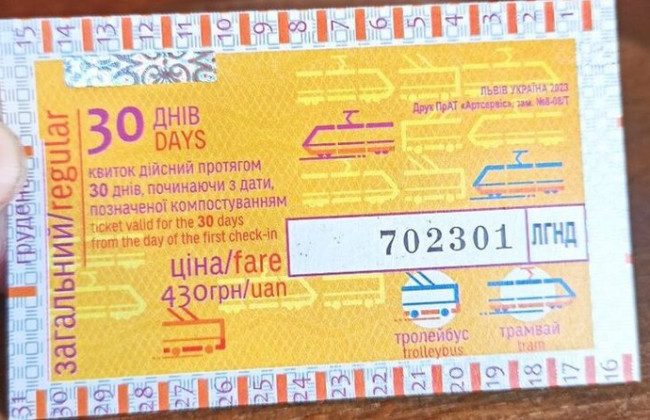 15 14 13 12 11 10 9 8 7 6 5 4 3 2 1
ЛЬВІВ УКРАЇНА 2023
Друк ПрАТ «Артсервіс», зам. №8-08/Т
30 ДНІВ
DAYS
квиток дійсний протягом
30 днів, починаючи з дати,
позначеної компостуванням
ticket valid for the 30 days
from the day of the first check-in
загальний/regular
грудень
702301 ЛГНД
ціна/fare
430грн/uan
тролейбус
trolleybus
трамвай
tram
31 30 29 28 27 26 25 24 23 22 21 20 19 18 17 16